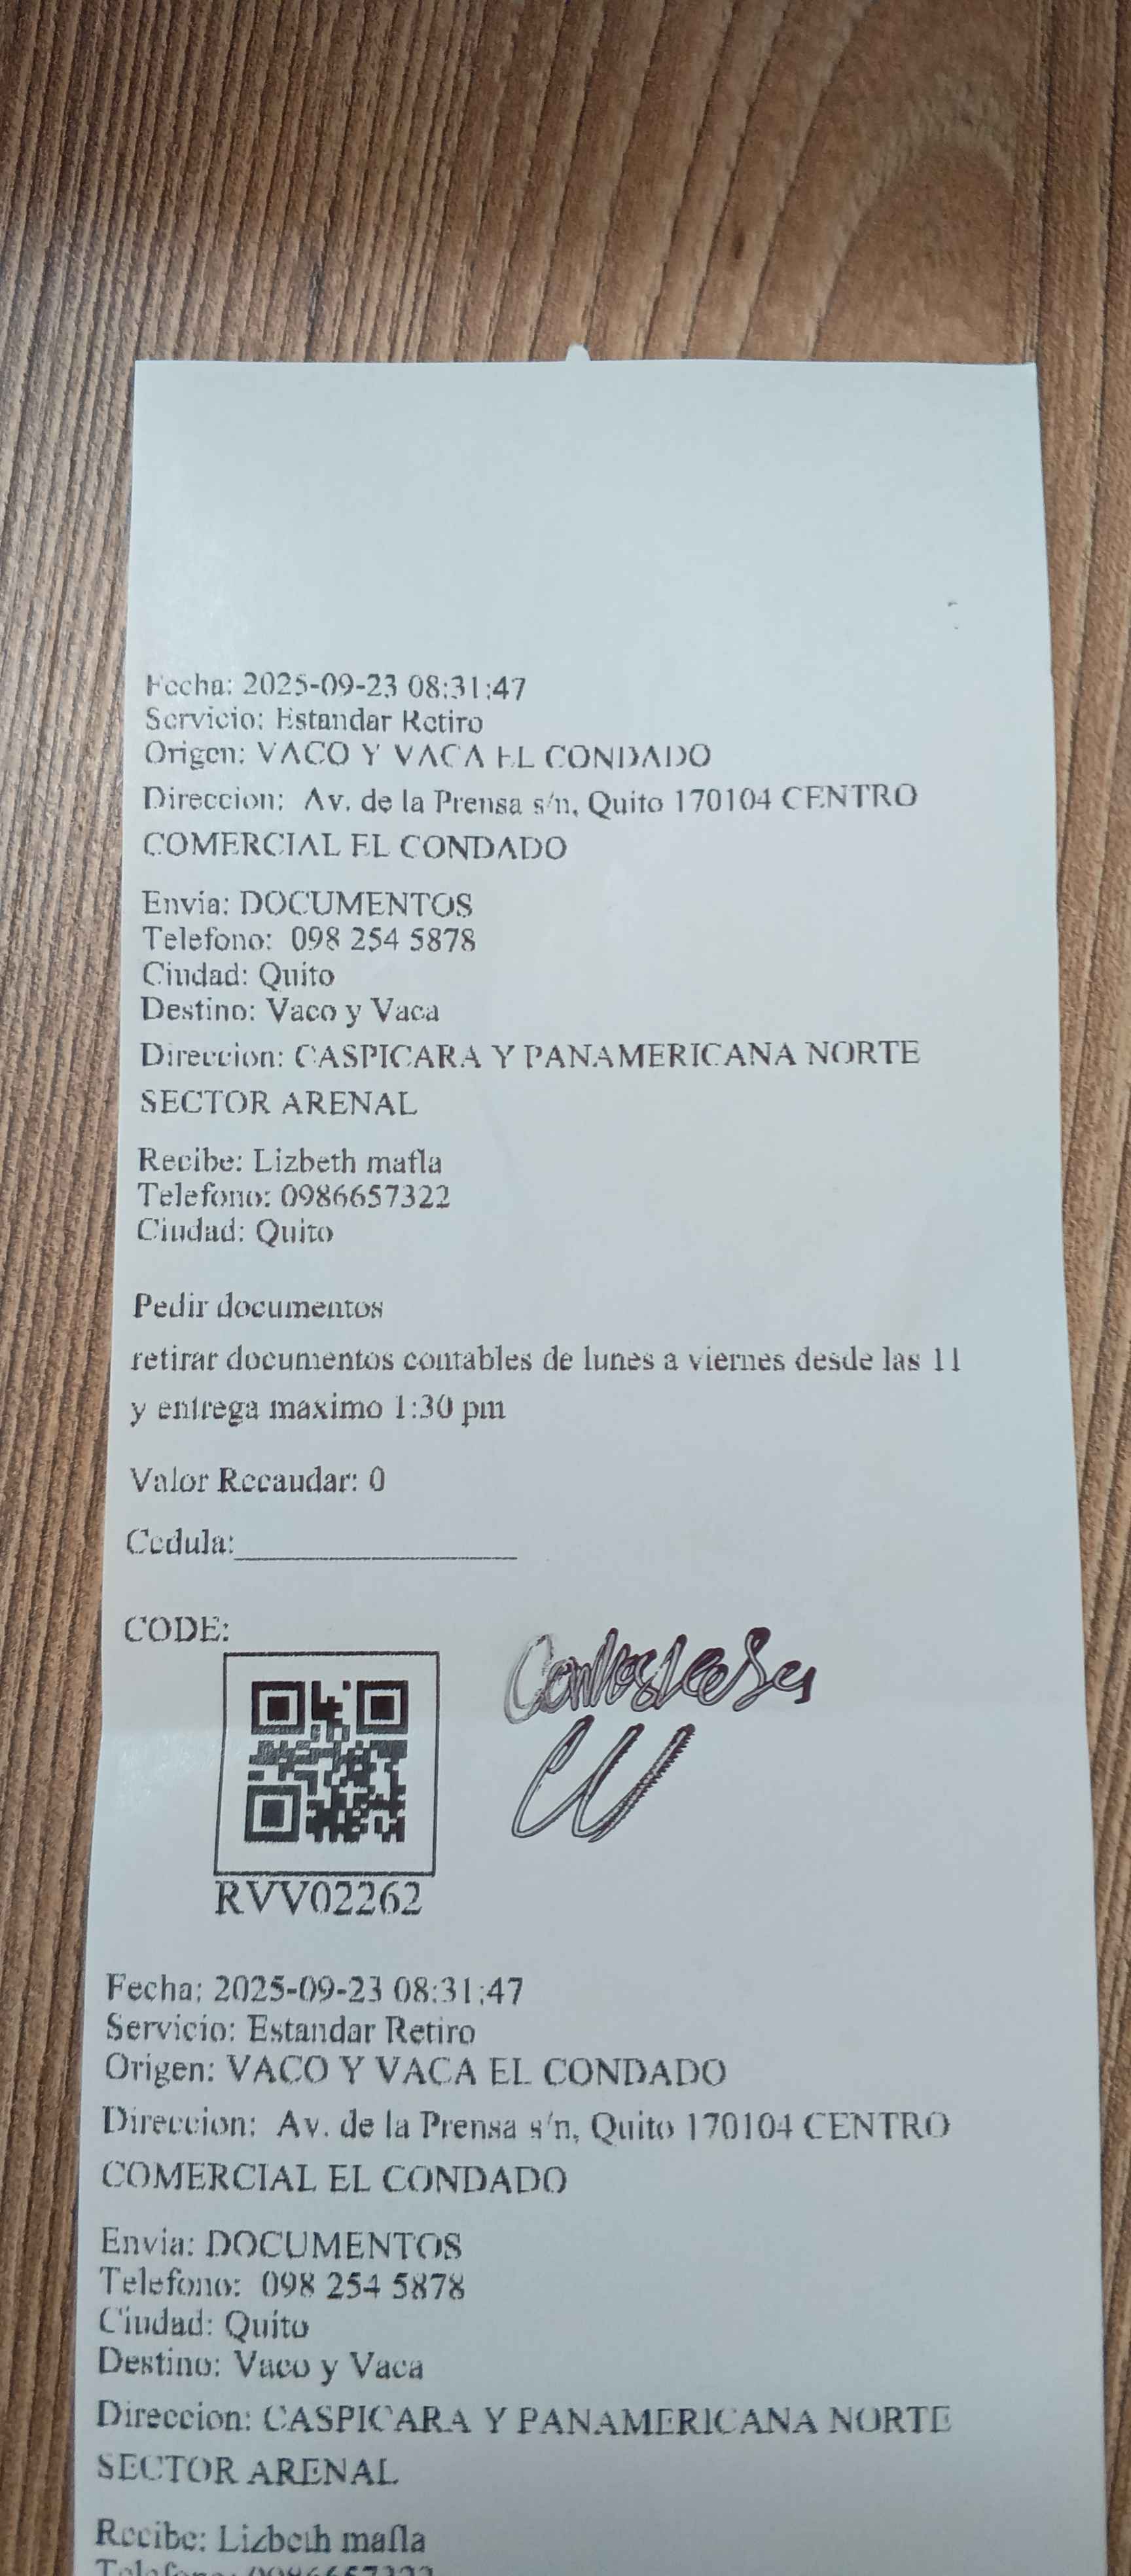 Fecha: 2025-09-23 08:31:47
Servicio: Estandar Retiro
Origen: VACO Y VACA EL CONDADO
Direccion: Av. de la Prensa s/n, Quito 170104 CENTRO
COMERCIAL EL CONDADO
Envia: DOCUMENTOS
Telefono: 098 254 5878
Ciudad: Quito
Destino: Vaco y Vaca
Direccion: CASPICARA Y PANAMERICANA NORTE
SECTOR ARENAL
Recibe: Lizbeth mafla
Telefono: 0986657322
Ciudad: Quito
Pedir documentos
retirar documentos contables de lunes a viernes desde las 11
y entrega maximo 1:30 pm
Valor Recaudar: 0
Cedula:
CODE:
RVV02262
Fecha: 2025-09-23 08:31:47
Servicio: Estandar Retiro
Origen: VACO Y VACA EL CONDADO
Direccion: Av. de la Prensa s/n, Quito 170104 CENTRO
COMERCIAL EL CONDADO
Envia: DOCUMENTOS
Telefono: 098 254 5878
Ciudad: Quito
Destino: Vaco y Vaca
Direccion: CASPICARA Y PANAMERICANA NORTE
SECTOR ARENAL
Recibe: Lizbeth mafla
Telefono: 0986657322